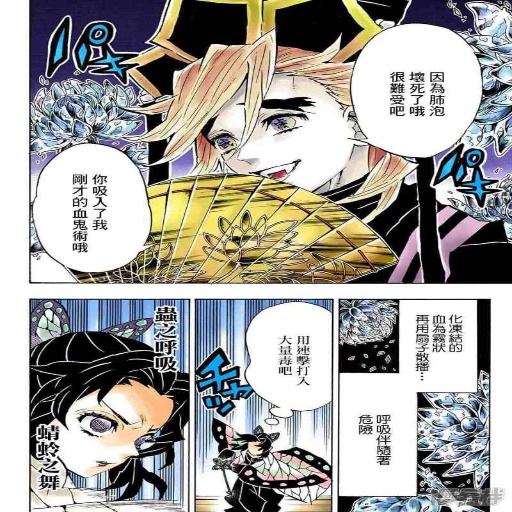 因為肺泡
壞死了哦
很難受吧
你吸入了我
剛才的血鬼術哦
パキ
パキ
化凍結的
血為霧狀
再用扇子散播…
呼吸伴隨著
危險
用連擊打入
大量毒吧
チャッ
蟲之呼吸
蜻蛉之舞